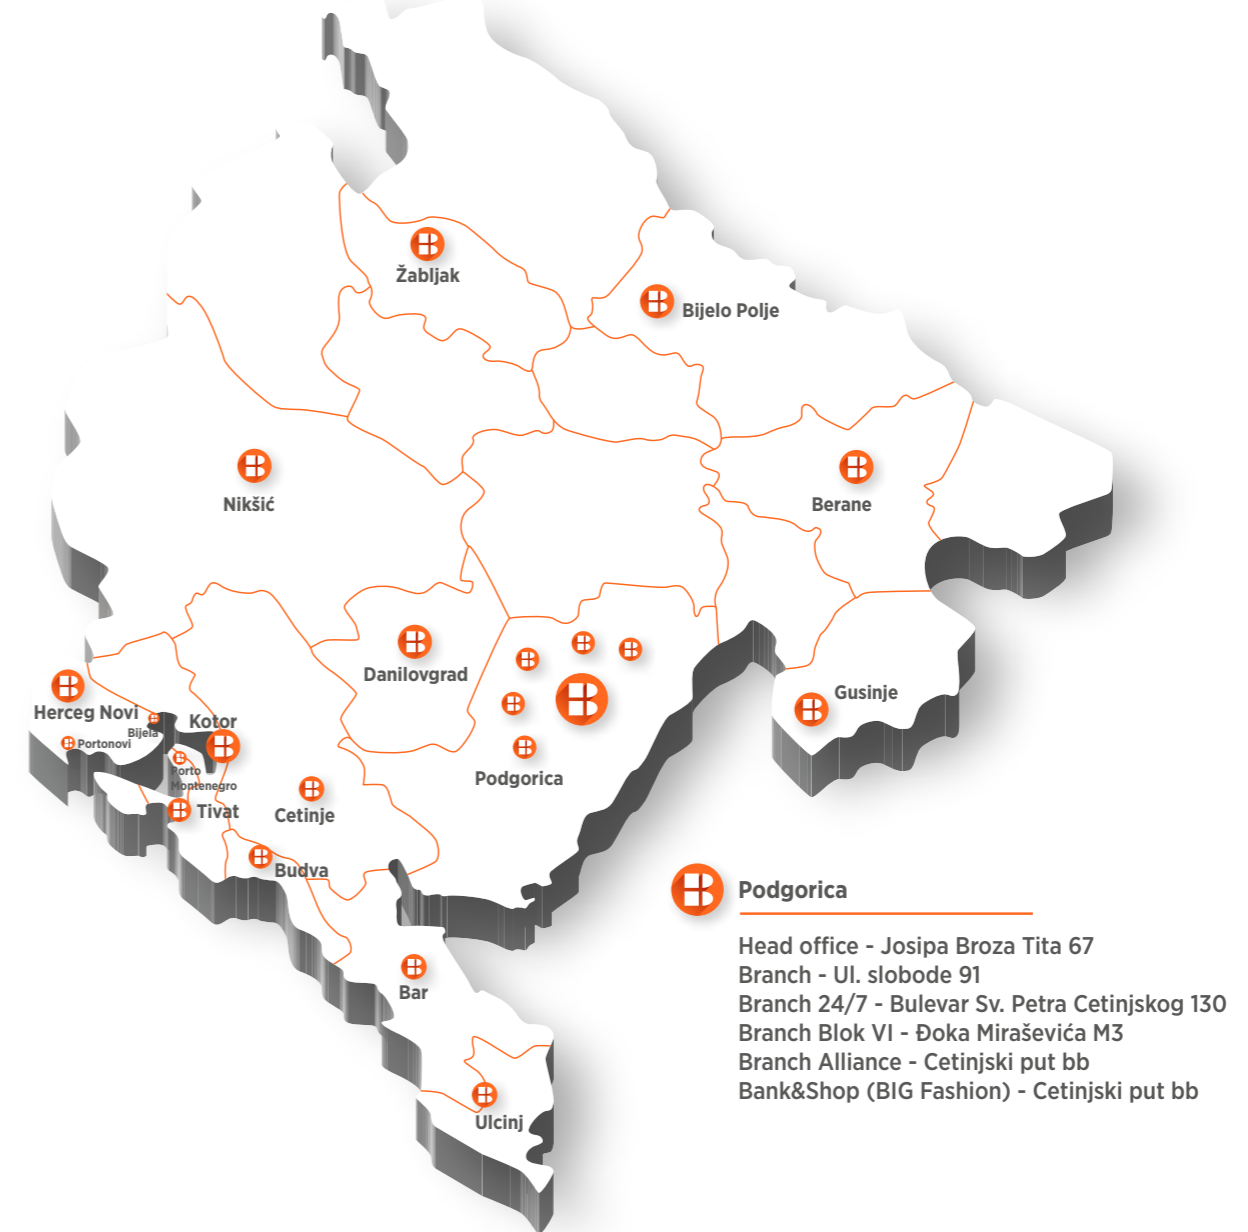 Žabljak
Bijelo Polje
Nikšić
Berane
Danilovgrad
Gusinje
Herceg Novi
Kotor
Bijela
Portonovi
Porto
Montenegro
Podgorica
Tivat
Cetinje
Budva
Bar
Ulcinj
Podgorica
Head office - Josipa Broza Tita 67
Branch - Ul. slobode 91
Branch 24/7 - Bulevar Sv. Petra Cetinjskog 130
Branch Blok VI - Đoka Miraševića M3
Branch Alliance - Cetinjski put bb
Bank&Shop (BIG Fashion) - Cetinjski put bb